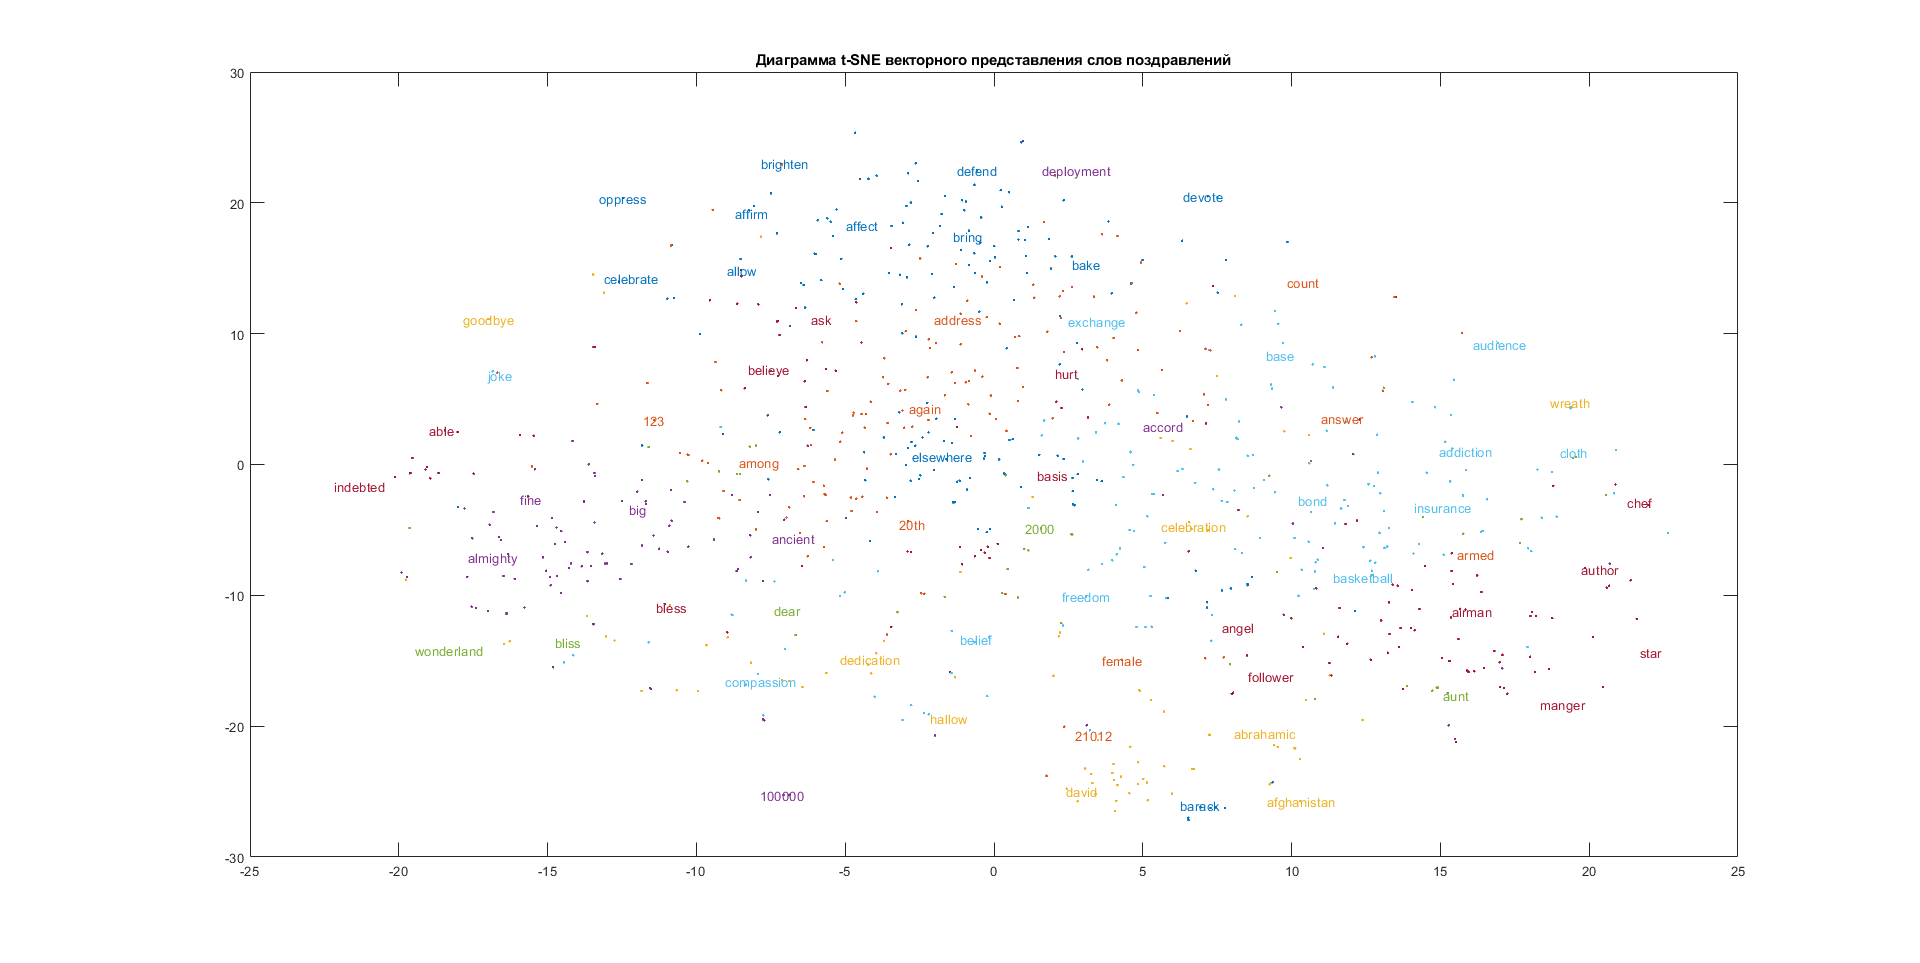 Диаграмма t-SNE векторного представления слов поздравлений
30
brighten
defend
deployment
oppress
devote
20
affirm
affect
bring
allow
bake
celebrate
count
goodbye
ask
address
exchange
10
audience
base
joke
believe
hurt
wreath
again
123
answer
able
accord
addiction
cloth
among
elsewhere
0
indebted
basis
fine
bond
chef
big
insurance
20th
2000
celebration
ancient
almighty
armed
author
basketball
-10
freedom
bless
dear
airman
angel
wonderland
bliss
belief
star
dedication
female
compassion
follower
aunt
manger
hallow
-20
21012
abrahamic
david
100000
barack
afghanistan
-30
-25 -20 -15 -10 -5 0 5 10 15 20 25